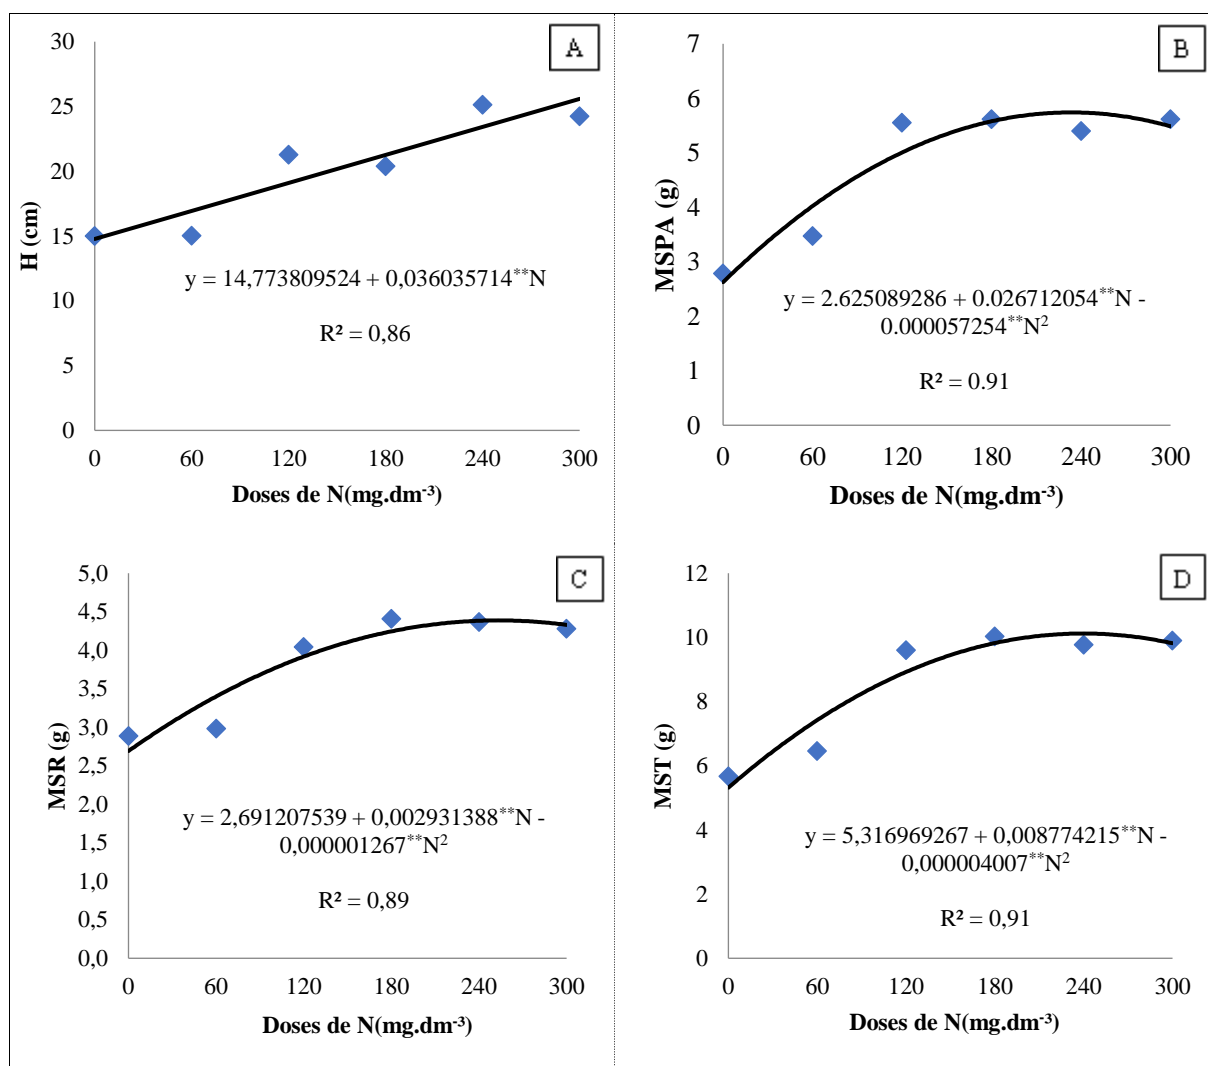 A
30
25
20
15
10
5
0
H (cm)
y = 14,773809524 + 0,036035714**N
R² = 0,86
0 60 120 180 240 300
Doses de N(mg.dm⁻³)
B
7
6
5
4
3
2
1
0
MSPA (g)
y = 2.625089286 + 0.026712054**N -
0.000057254**N²
R² = 0.91
0 60 120 180 240 300
Doses de N(mg.dm⁻³)
C
5,0
4,5
4,0
3,5
3,0
2,5
2,0
1,5
1,0
0,5
0,0
MSR (g)
y = 2,691207539 + 0,002931388**N -
0,000001267**N²
R² = 0,89
0 60 120 180 240 300
Doses de N(mg.dm⁻³)
D
12
10
8
6
4
2
0
MST (g)
y = 5,316969267 + 0,008774215**N -
0,000004007**N²
R² = 0,91
0 60 120 180 240 300
Doses de N(mg.dm⁻³)